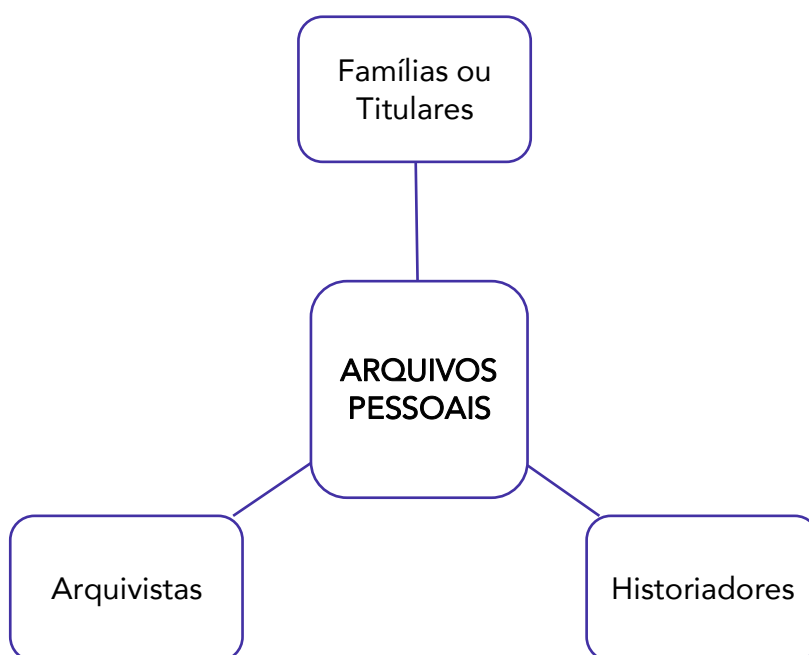 Famílias ou
Titulares
ARQUIVOS
PESSOAIS
Arquivistas
Historiadores